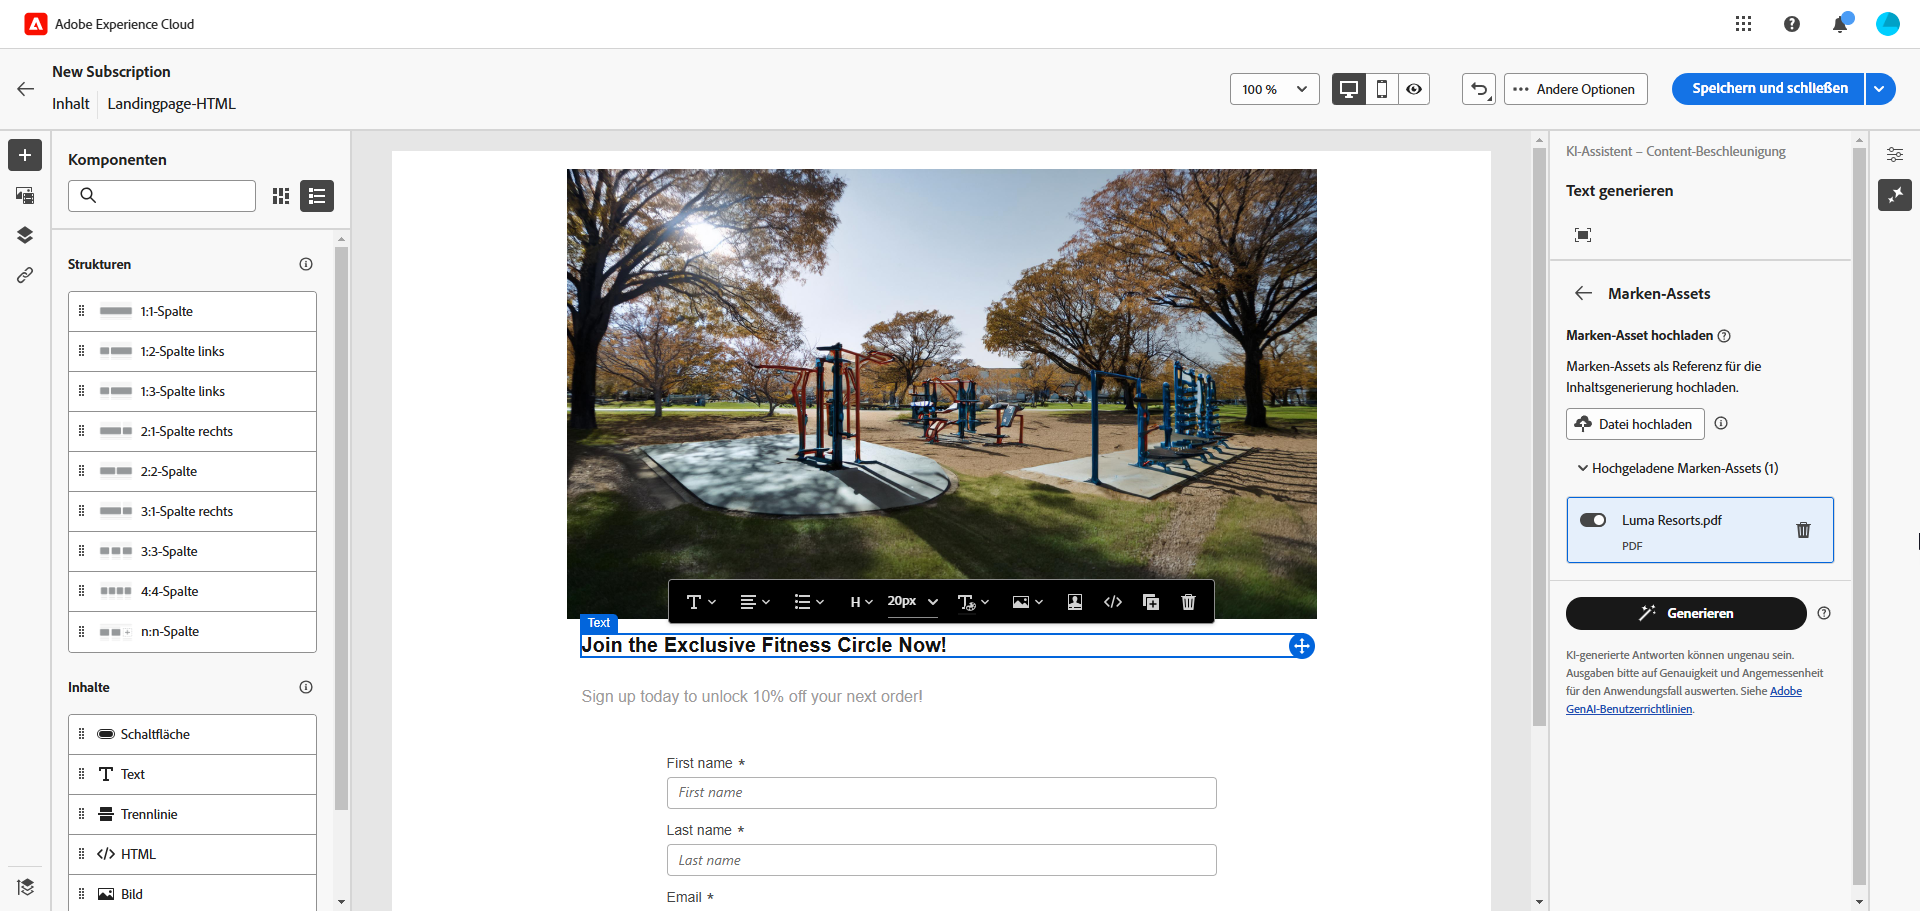 Adobe Experience Cloud
New Subscription
Inhalt
Landingpage-HTML
100 %
Andere Optionen
Speichern und schließen
Komponenten
Strukturen
1:1-Spalte
1:2-Spalte links
1:3-Spalte links
2:1-Spalte rechts
2:2-Spalte
3:1-Spalte rechts
3:3-Spalte
4:4-Spalte
n:n-Spalte
Inhalte
Schaltfläche
Text
Trennlinie
HTML
Bild
H
20px
Text
Join the Exclusive Fitness Circle Now!
Sign up today to unlock 10% off your next order!
First name *
First name
Last name *
Last name
Email *
KI-Assistent – Content-Beschleunigung
Text generieren
Marken-Assets
Marken-Asset hochladen
Marken-Assets als Referenz für die
Inhaltsgenerierung hochladen.
Datei hochladen
Hochgeladene Marken-Assets (1)
Luma Resorts.pdf
PDF
Generieren
KI-generierte Antworten können ungenau sein.
Ausgaben bitte auf Genauigkeit und Angemessenheit
für den Anwendungsfall auswerten. Siehe Adobe
GenAI-Benutzerrichtlinien.